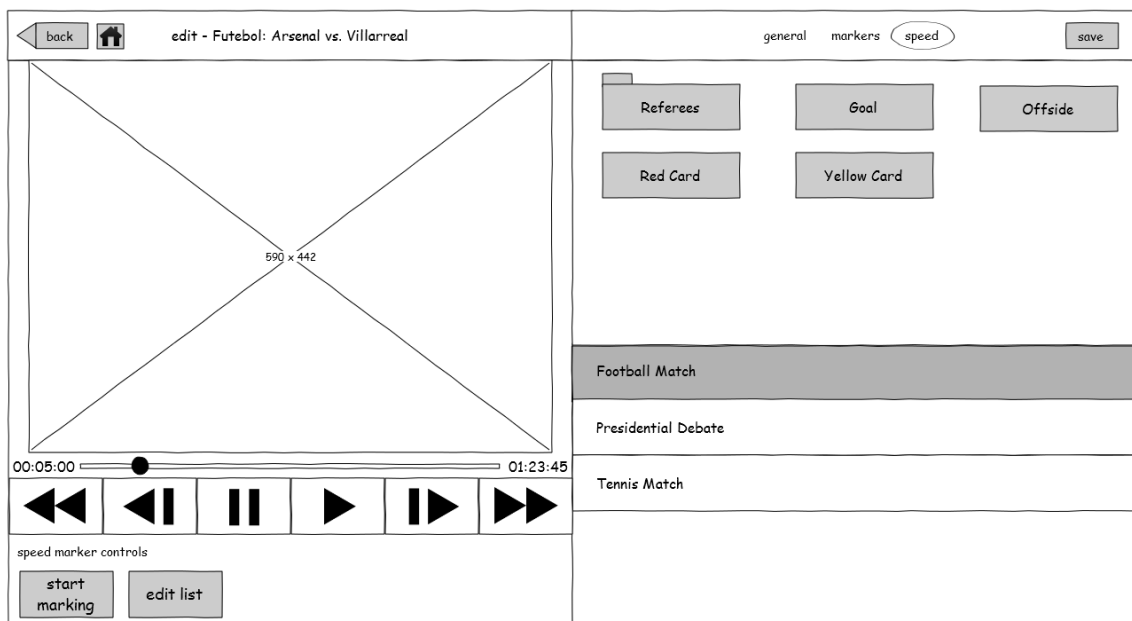 back
edit - Futebol: Arsenal vs. Villarreal
general
markers
speed
save
590 x 442
00:05:00
01:23:45
speed marker controls
start
marking
edit list
Referees
Goal
Offside
Red Card
Yellow Card
Football Match
Presidential Debate
Tennis Match